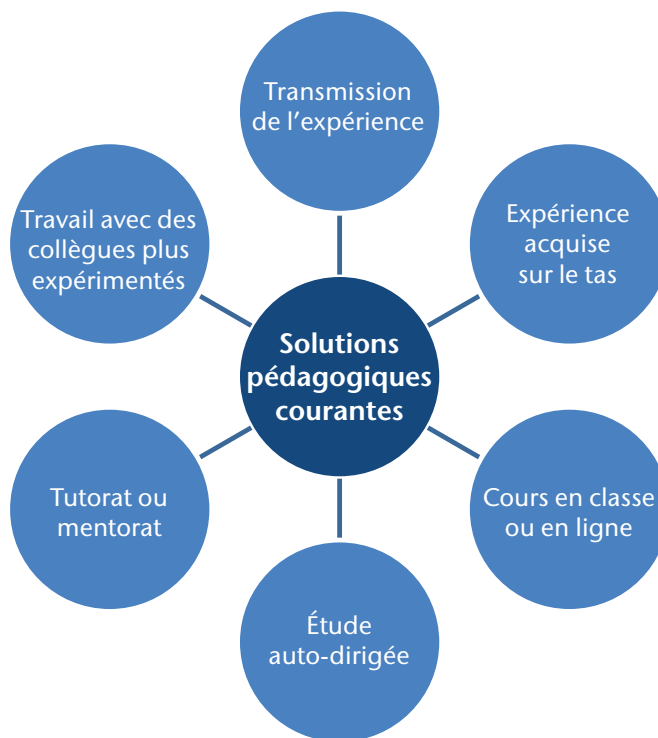 Transmission
de l'expérience
Travail avec des
collègues plus
expérimentés
Expérience
acquise
sur le tas
Solutions
pédagogiques
courantes
Tutorat ou
mentorat
Cours en classe
ou en ligne
Étude
auto-dirigée